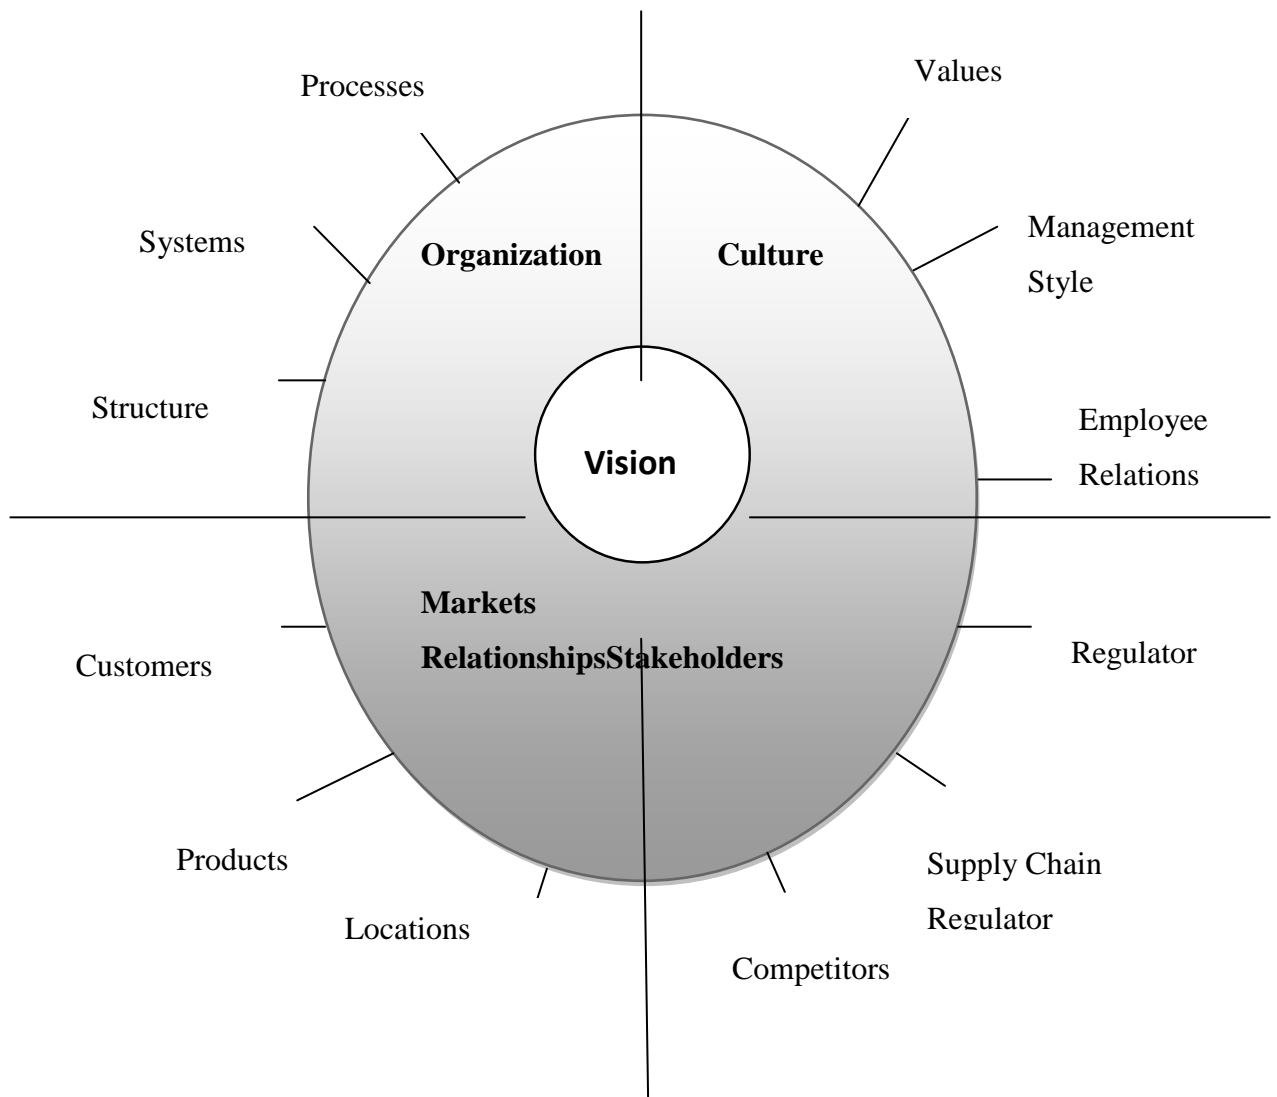 Processes
Values
Systems
Organization
Culture
Management
Style
Structure
Employee
Relations
Vision
Markets
RelationshipsStakeholders
Customers
Regulator
Products
Supply Chain
Regulator
Locations
Competitors